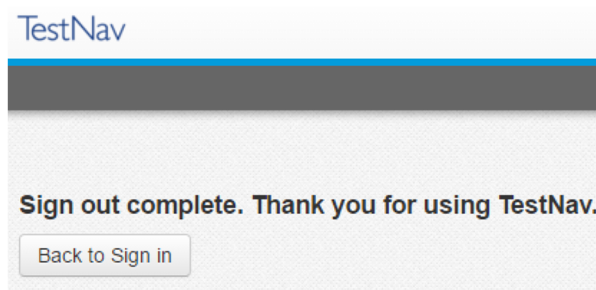 TestNav
Sign out complete. Thank you for using TestNav.
Back to Sign in